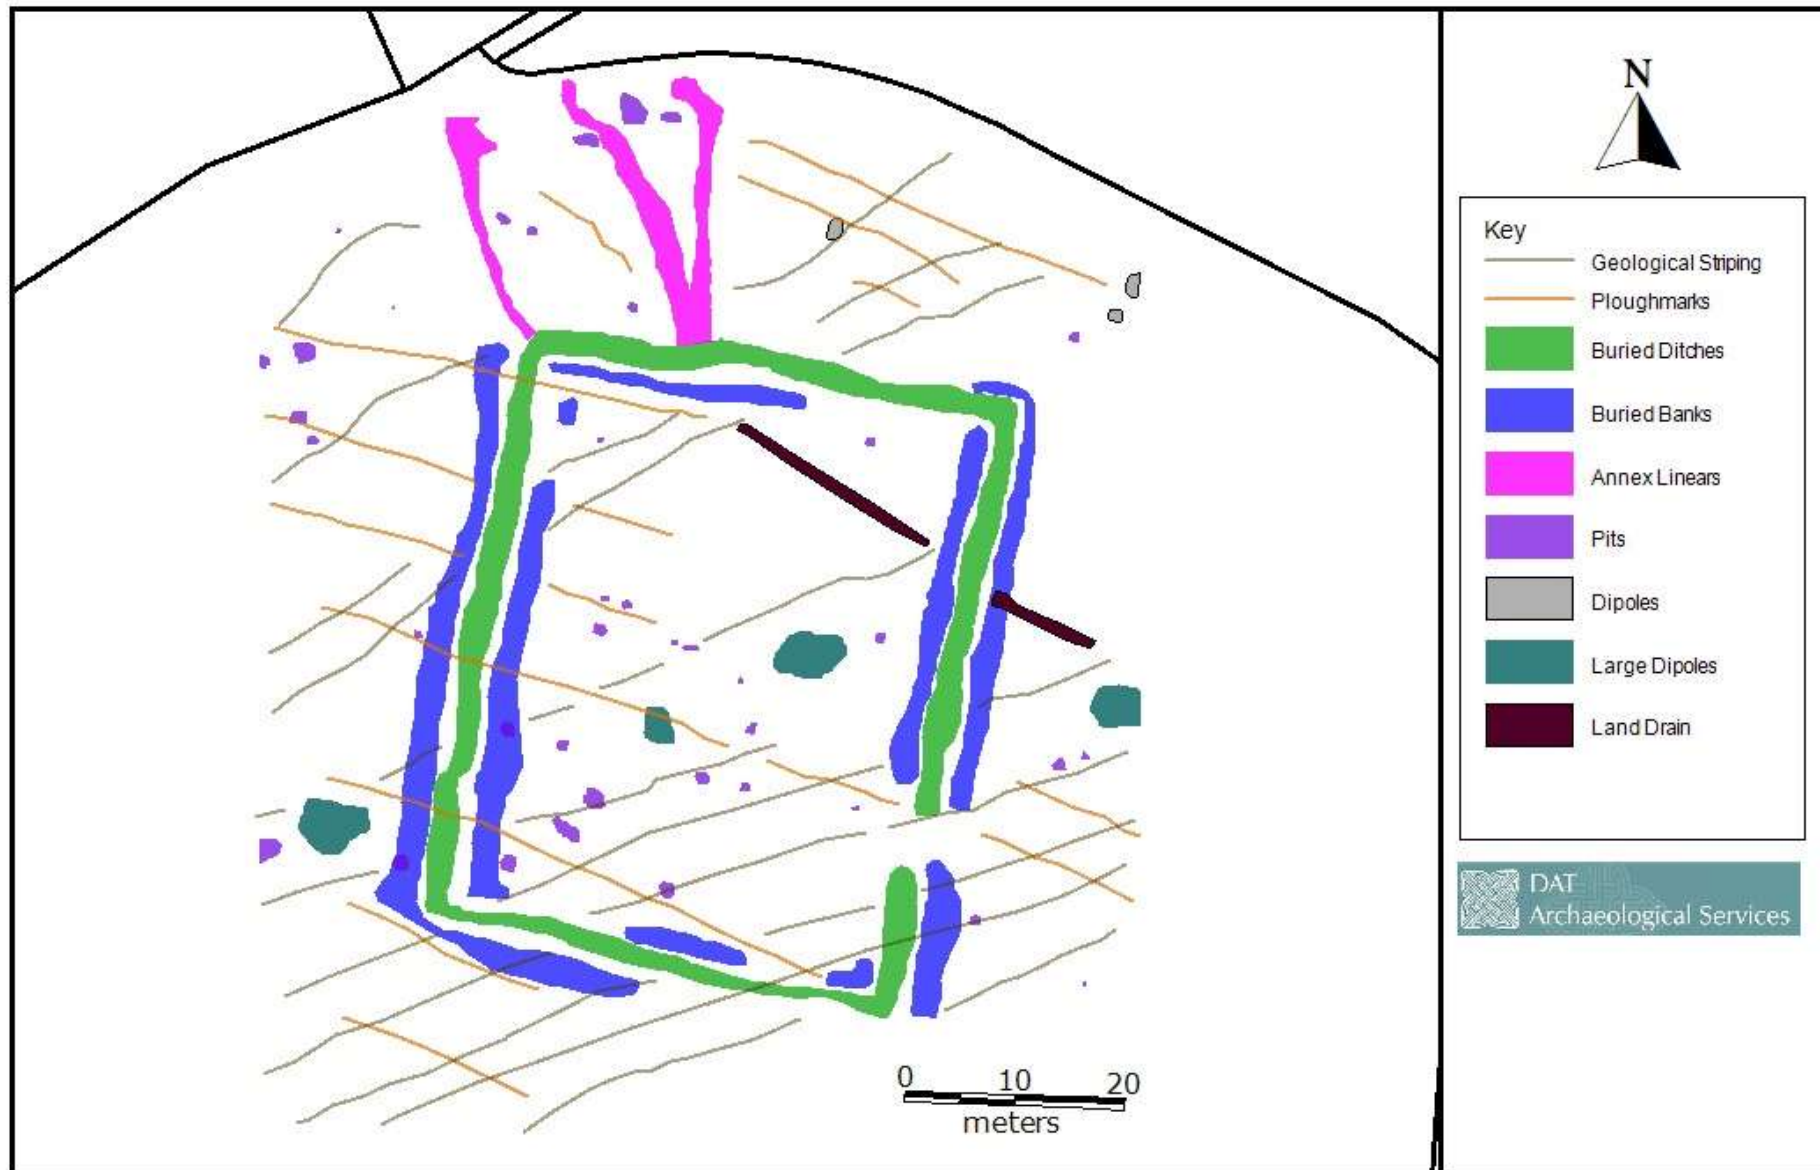 N
Key
Geological Striping
Ploughmarks
Buried Ditches
Buried Banks
Annex Linears
Pits
Dipoles
Large Dipoles
Land Drain
DAT
Archaeological Services
0 10 20
meters